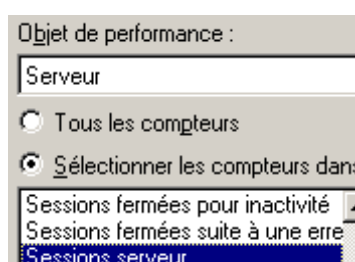 Objet de performance :
Serveur
Tous les compteurs
Sélectionner les compteurs dans
Sessions fermées pour inactivité
Sessions fermées suite à une erre
Sessions serveur